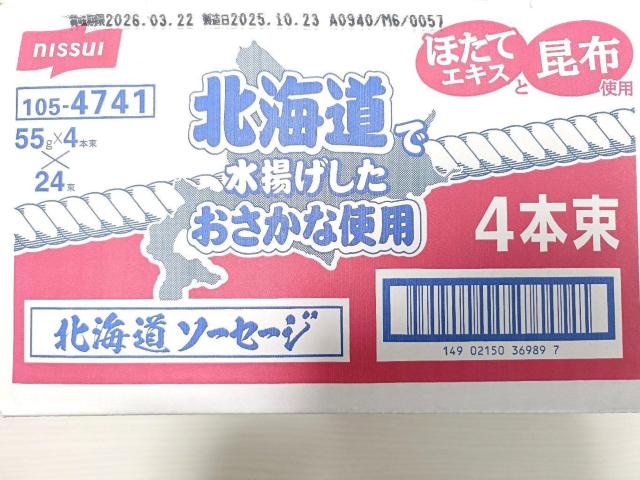 賞味期限2026.03.22 製造日2025.10.23 A0940/M6/0057
nissui
105-4741
55g×4本束
×
24束
ほたて
エキスと
昆布
使用
北海道で
水揚げした
おさかな使用
4本束
北海道ソーセージ
149 02150 36989 7